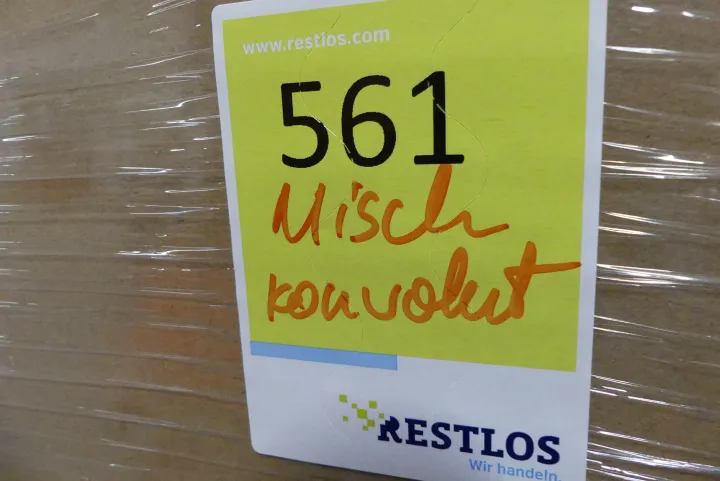 www.restlos.com
561
Misch
konvolut
RESTLOS
Wir handeln.